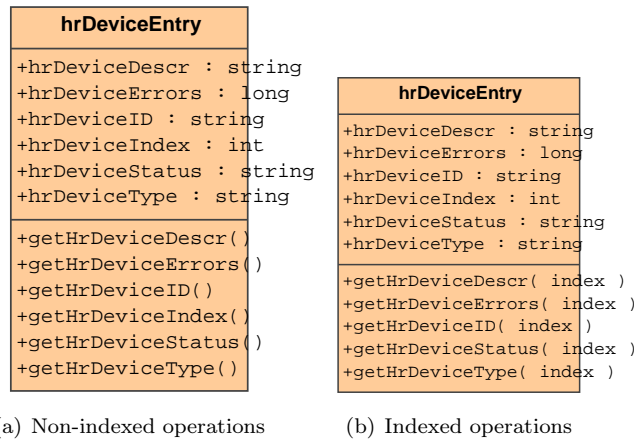 hrDeviceEntry
+hrDeviceDescr : string
+hrDeviceErrors : long
+hrDeviceID : string
+hrDeviceIndex : int
+hrDeviceStatus : string
+hrDeviceType : string
+getHrDeviceDescr()
+getHrDeviceErrors()
+getHrDeviceID()
+getHrDeviceIndex()
+getHrDeviceStatus()
+getHrDeviceType()
a) Non-indexed operations
hrDeviceEntry
+hrDeviceDescr : string
+hrDeviceErrors : long
+hrDeviceID : string
+hrDeviceIndex : int
+hrDeviceStatus : string
+hrDeviceType : string
+getHrDeviceDescr( index )
+getHrDeviceErrors( index )
+getHrDeviceID( index )
+getHrDeviceStatus( index )
+getHrDeviceType( index )
(b) Indexed operations